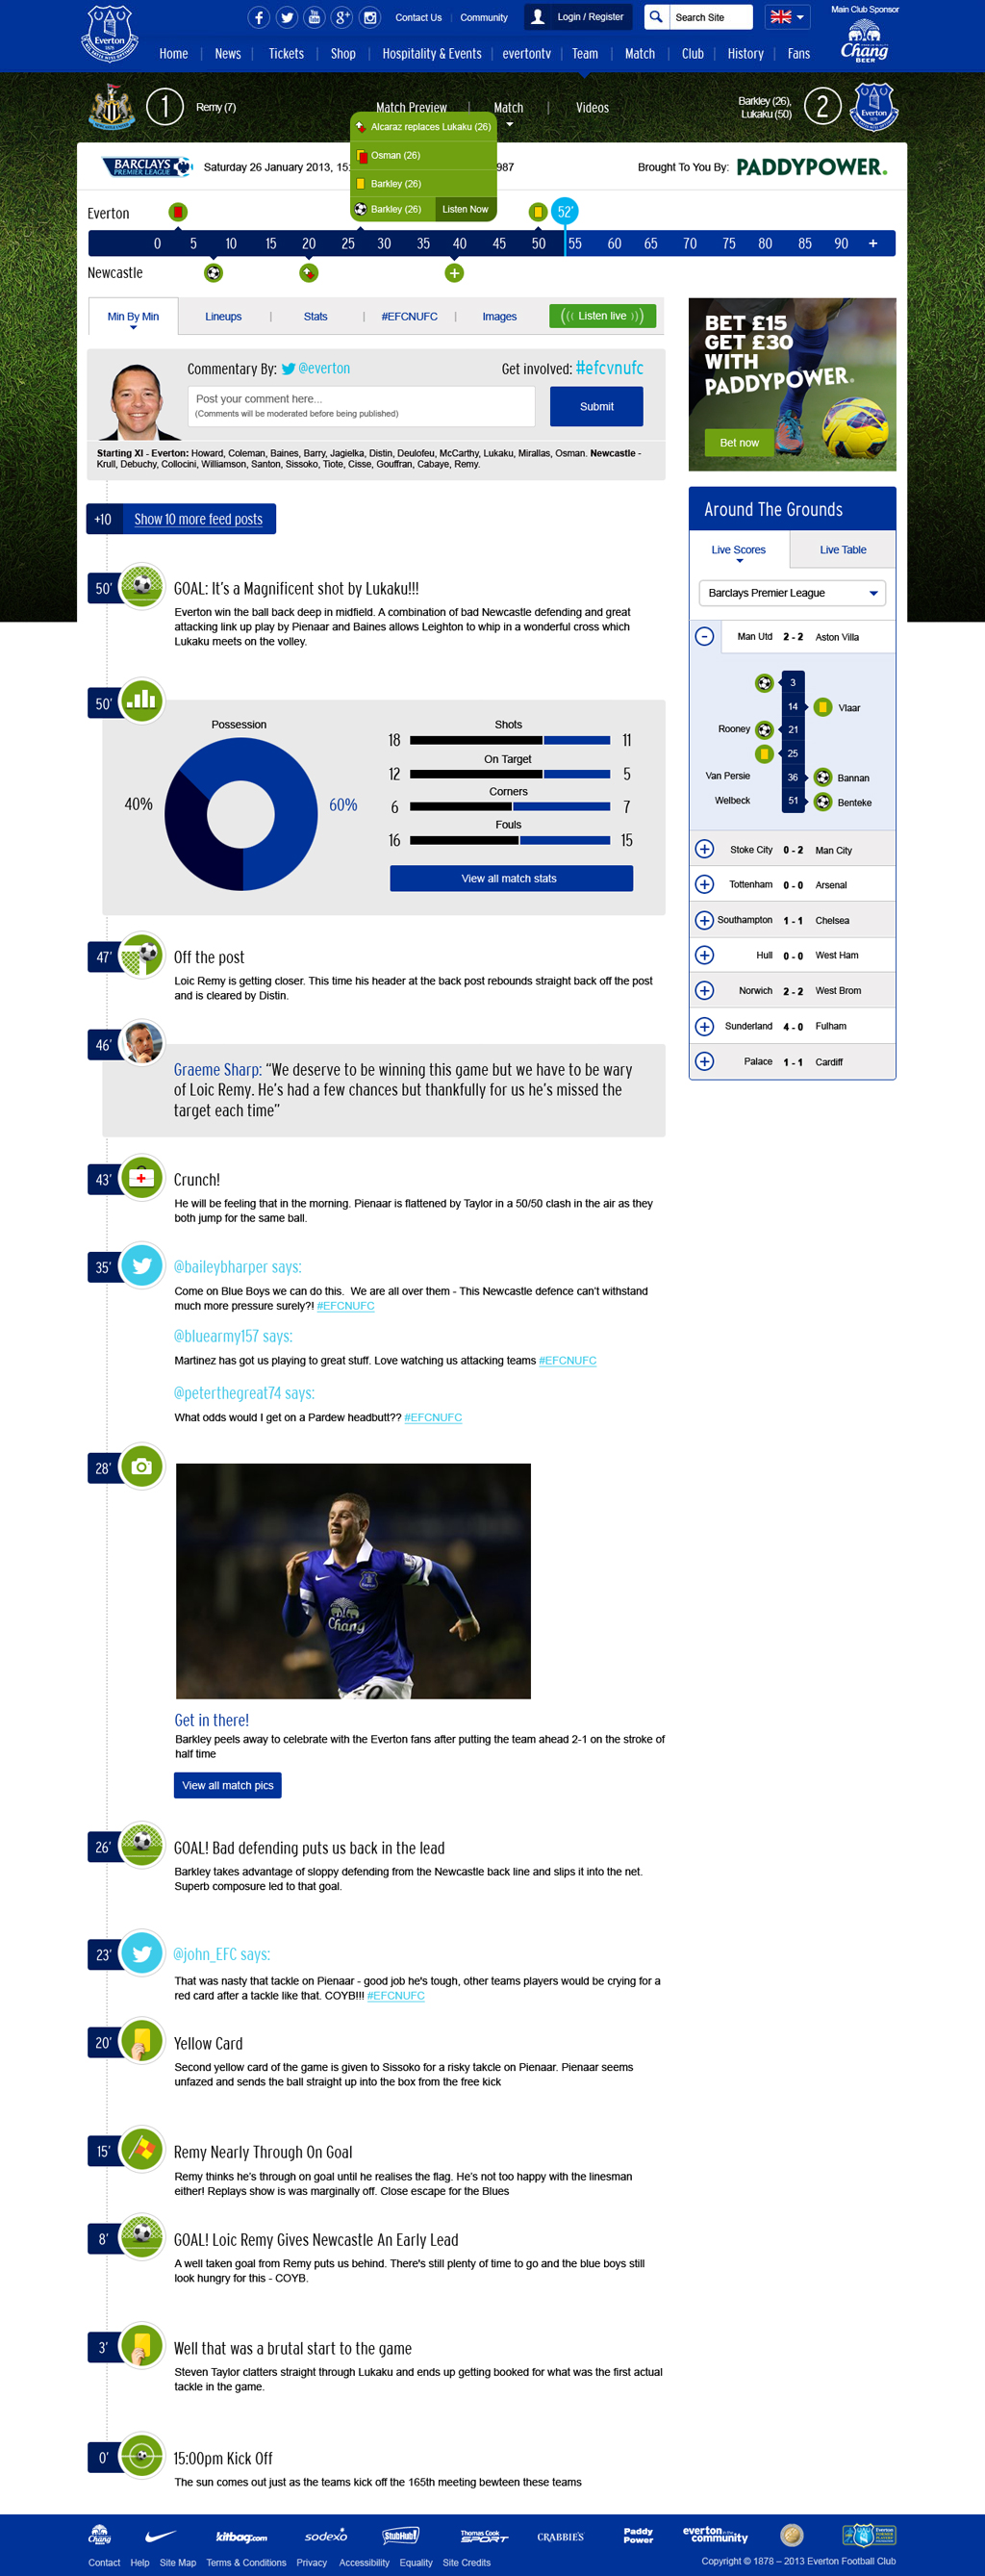 Everton
1878
Contact Us
Community
Login / Register
Search Site
Main Club Sponsor
Chang
BEER
Home
News
Tickets
Shop
Hospitality & Events
evertontv
Team
Match
Club
History
Fans
1
Remy (7)
Match Preview
Match
Videos
Barkley (26),
Lukaku (50)
2
Alcaraz replaces Lukaku (26)
Osman (26)
Barkley (26)
Barkley (26)
Listen Now
BARCLAYS
PREMIER LEAGUE
Saturday 26 January 2013, 15:
987
Brought To You By:
PADDYPOWER.
Everton
52'
0 5 10 15 20 25 30 35 40 45 50 55 60 65 70 75 80 85 90 +
Newcastle
Min By Min
Lineups
Stats
#EFCNUFC
Images
Listen live
Commentary By: @everton
Get involved: #efcvnufc
Post your comment here...
(Comments will be moderated before being published)
Submit
Starting XI - Everton: Howard, Coleman, Baines, Barry, Jagielka, Distin, Deulofeu, McCarthy, Lukaku, Mirallas, Osman. Newcastle -
Krull, Debuchy, Collocini, Williamson, Santon, Sissoko, Tiote, Cisse, Gouffran, Cabaye, Remy.
BET £15
GET £30
WITH
PADDYPOWER.
Bet now
+10
Show 10 more feed posts
50'
GOAL: It's a Magnificent shot by Lukaku!!!
Everton win the ball back deep in midfield. A combination of bad Newcastle defending and great
attacking link up play by Pienaar and Baines allows Leighton to whip in a wonderful cross which
Lukaku meets on the volley.
50'
Possession
40%
60%
Shots
18
11
On Target
12
5
Corners
6
7
Fouls
16
15
View all match stats
47'
Off the post
Loic Remy is getting closer. This time his header at the back post rebounds straight back off the post
and is cleared by Distin.
46'
Graeme Sharp: “We deserve to be winning this game but we have to be wary
of Loic Remy. He's had a few chances but thankfully for us he's missed the
target each time”
43'
Crunch!
He will be feeling that in the morning. Pienaar is flattened by Taylor in a 50/50 clash in the air as they
both jump for the same ball.
35'
@baileybharper says:
Come on Blue Boys we can do this. We are all over them - This Newcastle defence can't withstand
much more pressure surely?! #EFCNUFC
@bluearmy157 says:
Martinez has got us playing to great stuff. Love watching us attacking teams #EFCNUFC
@peterthegreat74 says:
What odds would I get on a Pardew headbutt?? #EFCNUFC
28'
Chang
Get in there!
Barkley peels away to celebrate with the Everton fans after putting the team ahead 2-1 on the stroke of
half time
View all match pics
26'
GOAL! Bad defending puts us back in the lead
Barkley takes advantage of sloppy defending from the Newcastle back line and slips it into the net.
Superb composure led to that goal.
23'
@john_EFC says:
That was nasty that tackle on Pienaar - good job he's tough, other teams players would be crying for a
red card after a tackle like that. COYB!!! #EFCNUFC
20'
Yellow Card
Second yellow card of the game is given to Sissoko for a risky takcle on Pienaar. Pienaar seems
unfazed and sends the ball straight up into the box from the free kick
15'
Remy Nearly Through On Goal
Remy thinks he's through on goal until he realises the flag. He's not too happy with the linesman
either! Replays show is was marginally off. Close escape for the Blues
8'
GOAL! Loic Remy Gives Newcastle An Early Lead
A well taken goal from Remy puts us behind. There's still plenty of time to go and the blue boys still
look hungry for this - COYB.
3'
Well that was a brutal start to the game
Steven Taylor clatters straight through Lukaku and ends up getting booked for what was the first actual
tackle in the game.
0'
15:00pm Kick Off
The sun comes out just as the teams kick off the 165th meeting bewteen these teams
Around The Grounds
Live Scores
Live Table
Barclays Premier League
Man Utd 2 - 2 Aston Villa
3
14 Vlaar
Rooney 21
25
Van Persie 36 Bannan
Welbeck 51 Benteke
Stoke City 0 - 2 Man City
Tottenham 0 - 0 Arsenal
Southampton 1 - 1 Chelsea
Hull 0 - 0 West Ham
Norwich 2 - 2 West Brom
Sunderland 4 - 0 Fulham
Palace 1 - 1 Cardiff
Chang
kitbag.com
sodexo
StubHub!
Thomas Cook
SPORT
CRABBIE'S
Paddy
Power
everton in the
community
Contact
Help
Site Map
Terms & Conditions
Privacy
Accessibility
Equality
Site Credits
Copyright © 1878 – 2013 Everton Football Club